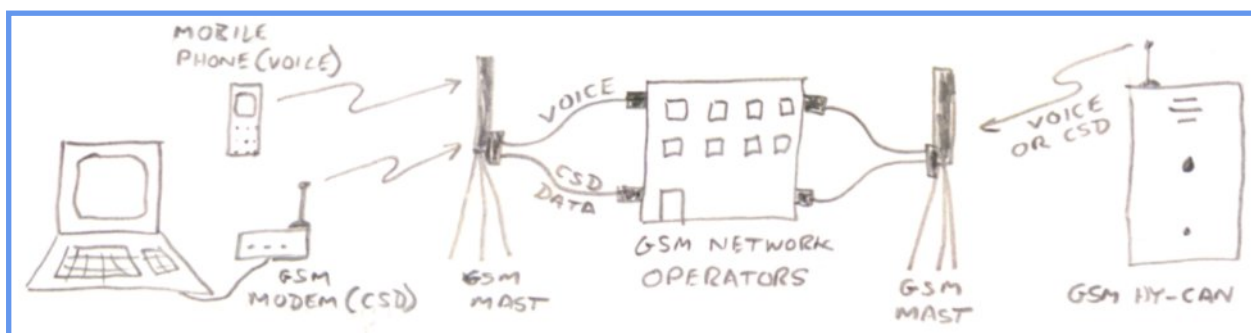 MOBILE
PHONE (VOICE)
GSM
MODEM (CSD)
GSM
MAST
VOICE
CSD
DATA
GSM NETWORK
OPERATORS
GSM
MAST
VOICE
OR CSD
GSM HY-CAN